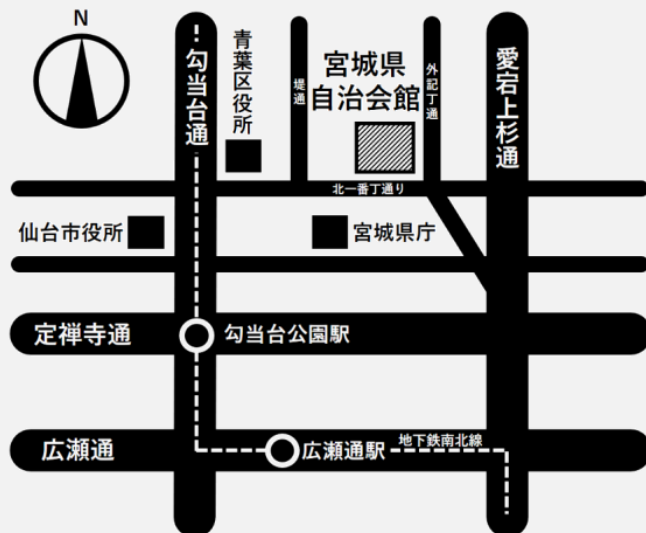 N
勾当台通
青葉区役所
堤通
宮城県
自治会館
外記丁通
愛宕上杉通
北一番丁通り
仙台市役所
宮城県庁
定禅寺通
勾当台公園駅
広瀬通
広瀬通駅
地下鉄南北線